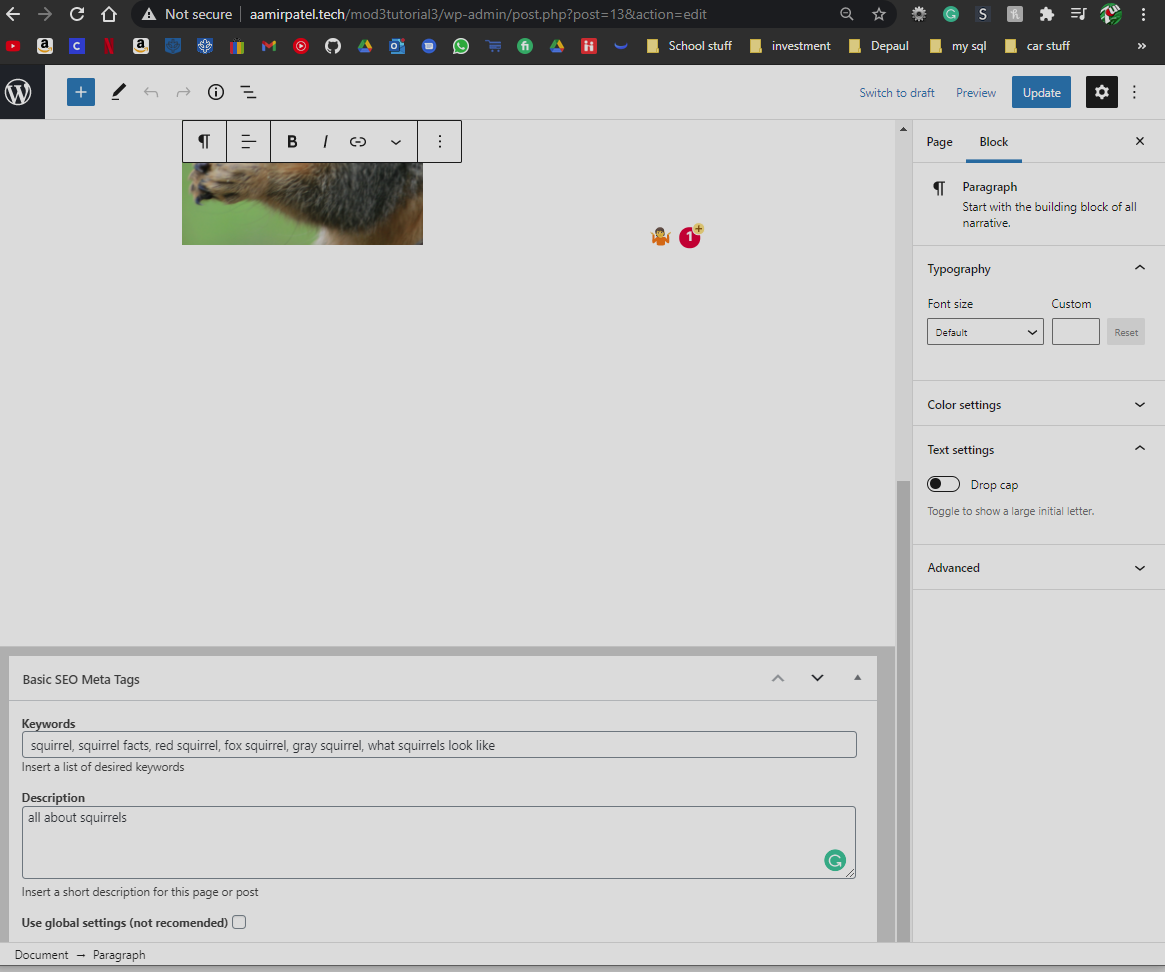 Not secure aamirpatel.tech/mod3tutorial3/wp-admin/post.php?post=13&action=edit
School stuff investment Depaul my sql car stuff »
Switch to draft Preview Update
B I
Page Block
Paragraph
Start with the building block of all
narrative.
1
Typography
Font size Custom
Default Reset
Color settings
Text settings
Drop cap
Toggle to show a large initial letter.
Advanced
Basic SEO Meta Tags
Keywords
squirrel, squirrel facts, red squirrel, fox squirrel, gray squirrel, what squirrels look like
Insert a list of desired keywords
Description
all about squirrels
Insert a short description for this page or post
Use global settings (not recomended)
Document → Paragraph